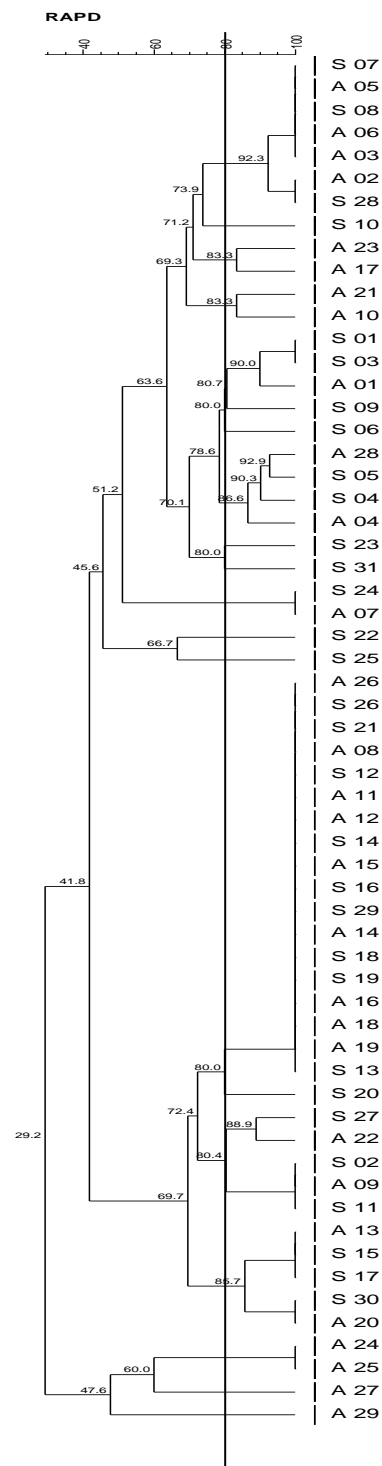 RAPD
60 80 100
S 07
A 05
S 08
A 06
A 03
92.3
A 02
S 28
73.9
S 10
71.2
A 23
83.3
A 17
69.3
A 21
83.3
A 10
S 01
S 03
90.0
A 01
63.6
80.7
S 09
80.0
S 06
78.6
A 28
92.9
S 05
90.3
S 04
86.6
A 04
51.2
70.1
S 23
80.0
S 31
45.6
S 24
A 07
S 22
66.7
S 25
A 26
S 26
S 21
A 08
S 12
A 11
A 12
S 14
A 15
S 16
41.8
S 29
A 14
S 18
S 19
A 16
A 18
A 19
S 13
80.0
S 20
72.4
S 27
88.9
A 22
29.2
80.4
S 02
A 09
69.7
S 11
A 13
S 15
S 17
85.7
S 30
A 20
A 24
60.0
A 25
47.6
A 27
A 29